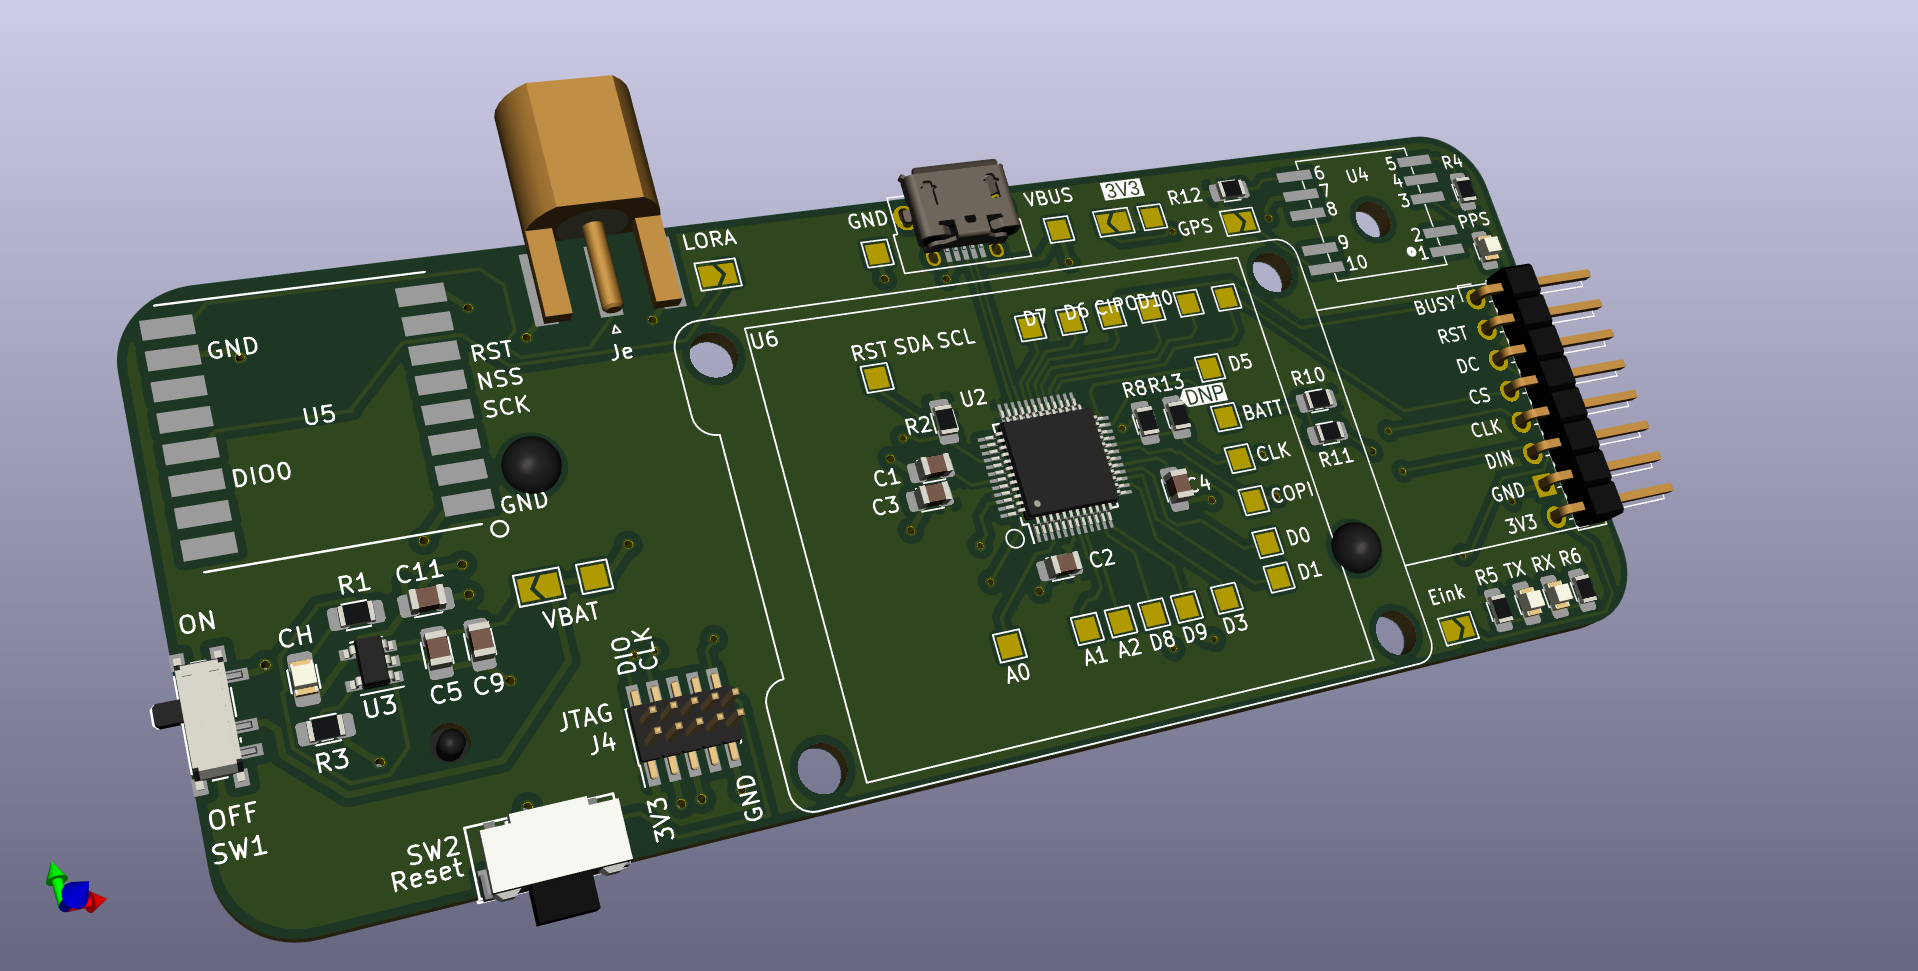 GND
U5
DIO0
RST
NSS
SCK
GND
Je
LORA
GND
VBUS
3V3
R12
GPS
U4
5
4
3
2
1
6
7
8
9
10
R4
PPS
BUSY
RST
DC
CS
CLK
DIN
GND
3V3
U6
D7 D6 CIPO D10
RST SDA SCL
U2
R2
C1
C3
C2
C4
R8 R13
DNP
D5
BATT
CLK
COPI
D0
D1
R10
R11
A0
A1 A2 D8 D9 D3
Eink
R5 TX RX R6
ON
CH
R1
C11
U3
C5 C9
R3
VBAT
OFF
SW1
DIO
CLK
JTAG
J4
3V3
GND
SW2
Reset